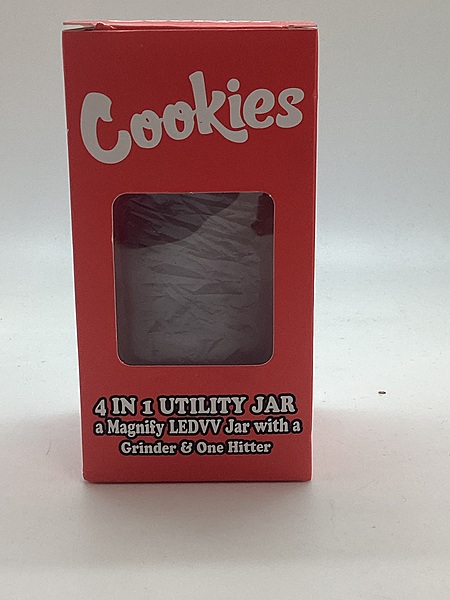 Cookies
4 IN 1 UTILITY JAR
a Magnify LEDVV Jar with a
Grinder & One Hitter